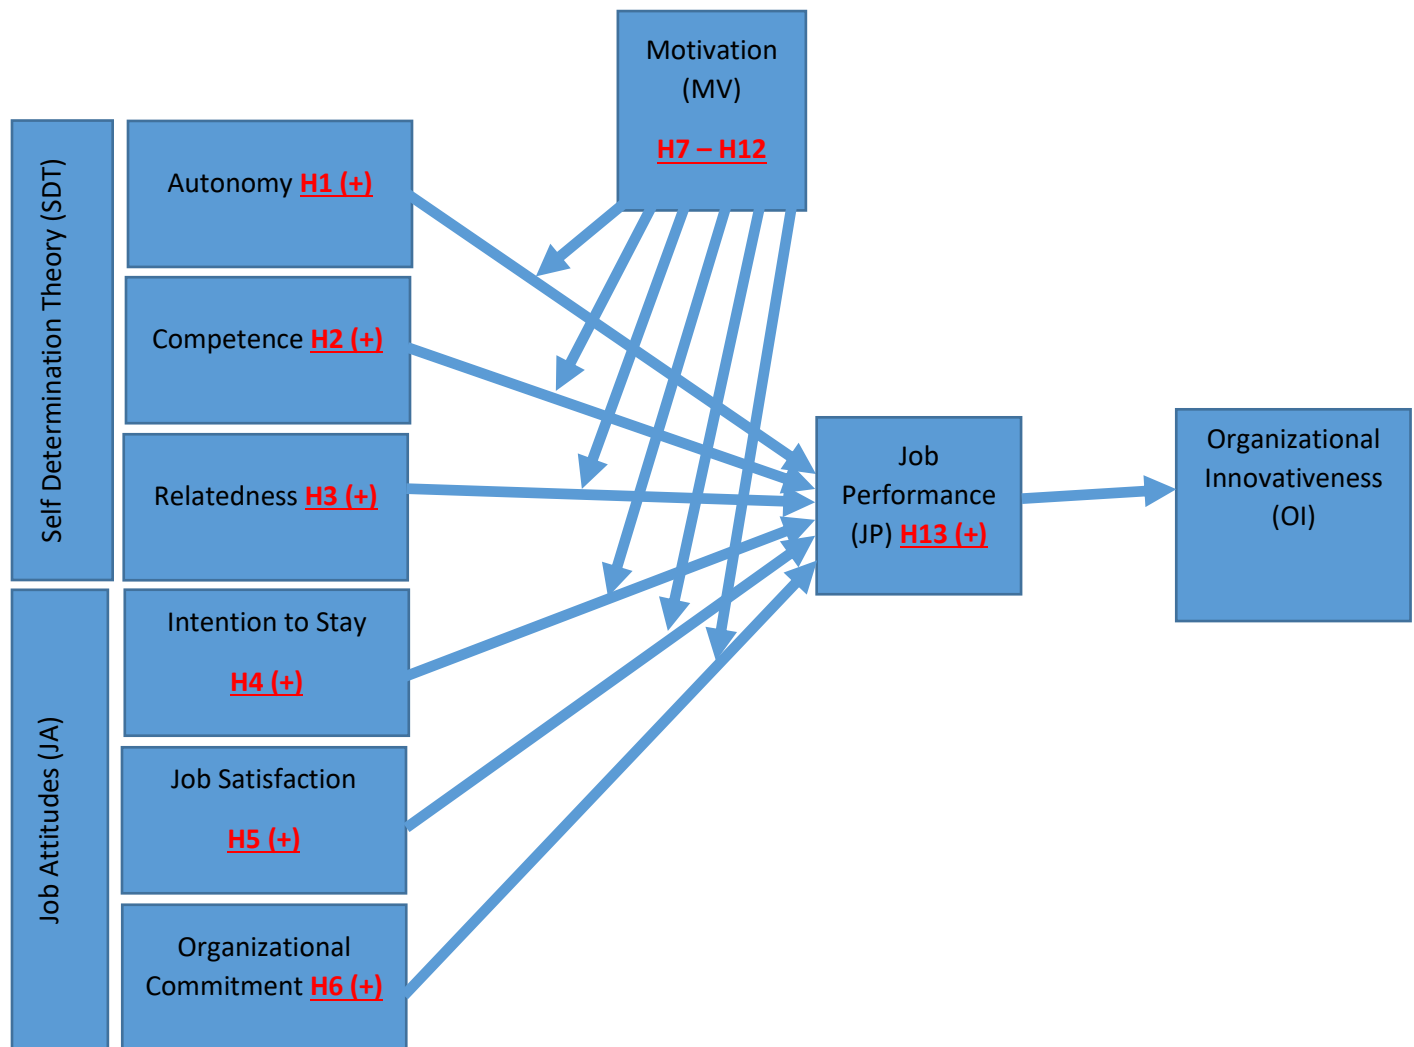 Motivation
(MV)
H7 – H12
Self Determination Theory (SDT)
Autonomy H1 (+)
Competence H2 (+)
Relatedness H3 (+)
Job Attitudes (JA)
Intention to Stay
H4 (+)
Job Satisfaction
H5 (+)
Organizational
Commitment H6 (+)
Job
Performance
(JP) H13 (+)
Organizational
Innovativeness
(OI)